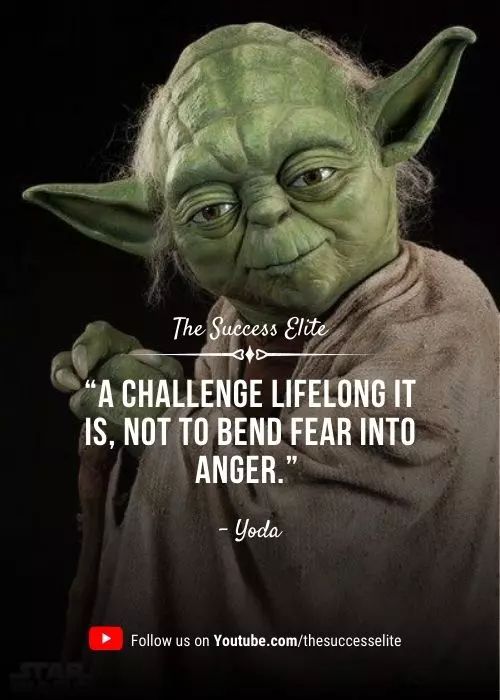 The Success Elite
“A CHALLENGE LIFELONG IT
IS, NOT TO BEND FEAR INTO
ANGER.”
- Yoda
Follow us on Youtube.com/thesuccesselite
STAR